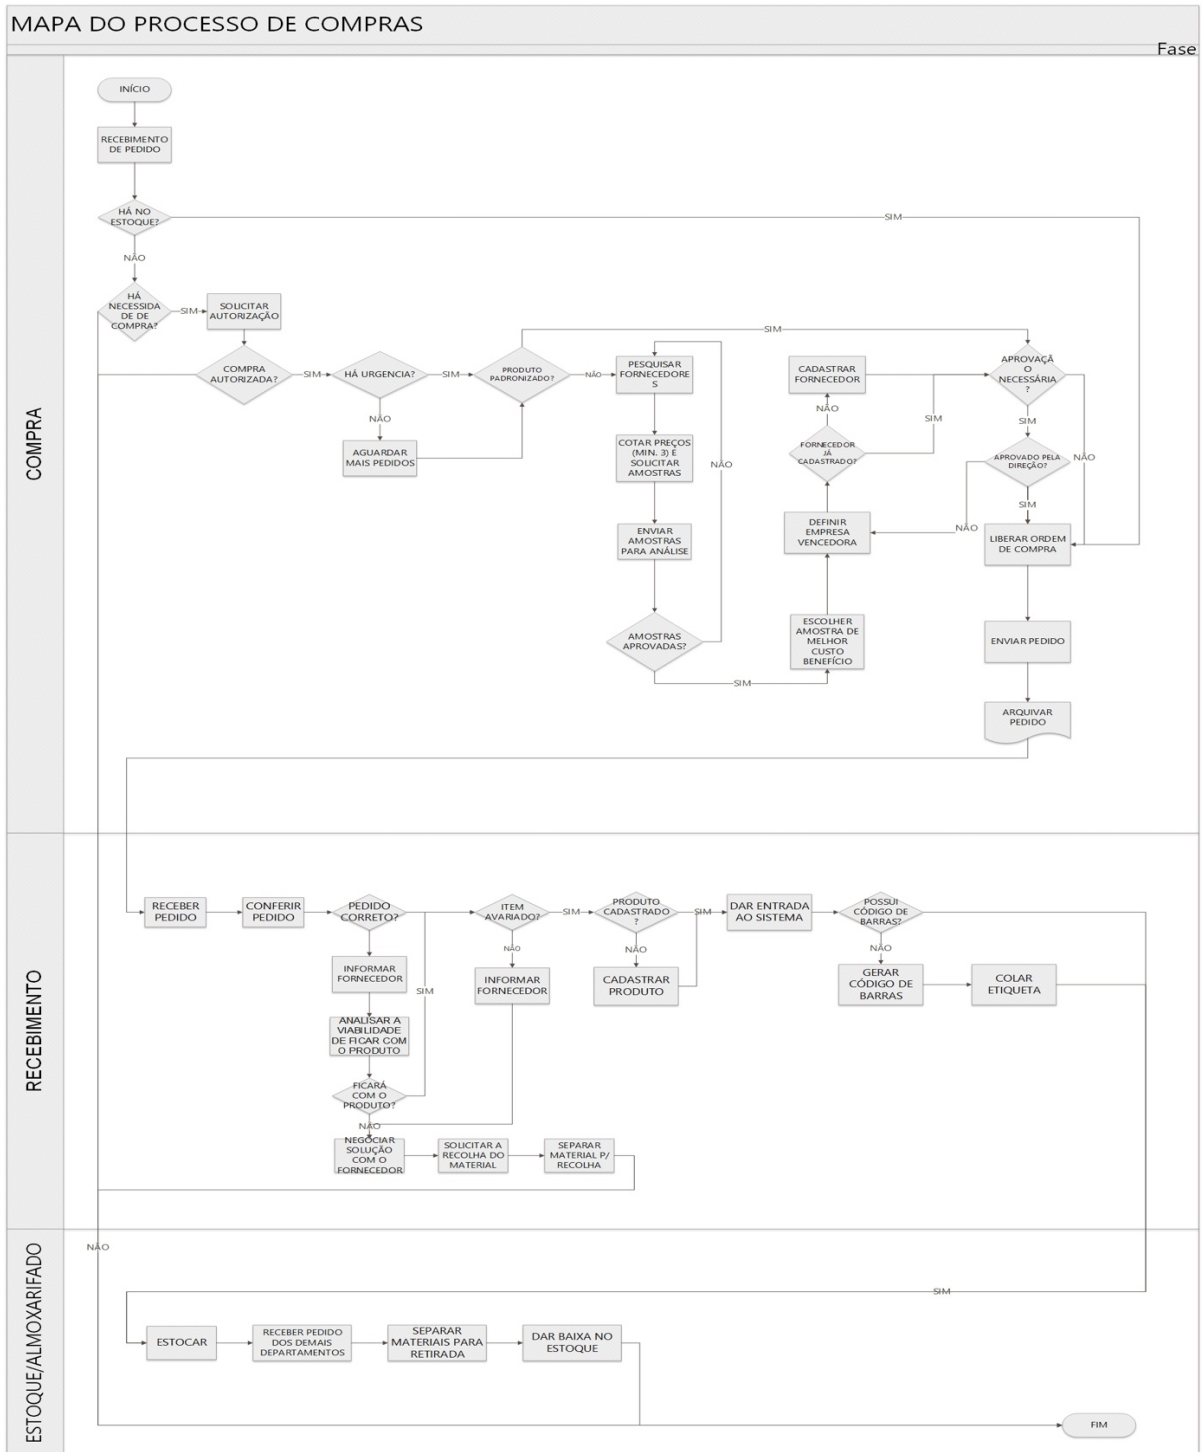 MAPA DO PROCESSO DE COMPRAS
Fase
COMPRA
INÍCIO
RECEBIMENTO
DE PEDIDO
HÁ NO
ESTOQUE?
SIM
NÃO
HÁ
NECESSIDA
DE DE
COMPRA?
SIM
SOLICITAR
AUTORIZAÇÃO
COMPRA
AUTORIZADA?
SIM
HÁ URGENCIA?
SIM
NÃO
AGUARDAR
MAIS PEDIDOS
PRODUTO
PADRONIZADO?
SIM
NÃO
PESQUISAR
FORNECEDORE
S
COTAR PREÇOS
(MIN. 3) E
SOLICITAR
AMOSTRAS
ENVIAR
AMOSTRAS
PARA ANÁLISE
AMOSTRAS
APROVADAS?
NÃO
SIM
ESCOLHER
AMOSTRA DE
MELHOR
CUSTO
BENEFÍCIO
DEFINIR
EMPRESA
VENCEDORA
FORNECEDOR
JÁ
CADASTRADO?
NÃO
SIM
CADASTRAR
FORNECEDOR
APROVAÇÃ
O
NECESSÁRIA
?
SIM
NÃO
APROVADO PELA
DIREÇÃO?
NÃO
SIM
LIBERAR ORDEM
DE COMPRA
ENVIAR PEDIDO
ARQUIVAR
PEDIDO
RECEBIMENTO
RECEBER
PEDIDO
CONFERIR
PEDIDO
PEDIDO
CORRETO?
INFORMAR
FORNECEDOR
ANALISAR A
VIABILIDADE
DE FICAR COM
O PRODUTO
FICARÁ
COM O
PRODUTO?
SIM
NÃO
NEGOCIAR
SOLUÇÃO
COM O
FORNECEDOR
SOLICITAR A
RECOLHA DO
MATERIAL
SEPARAR
MATERIAL P/
RECOLHA
ITEM
AVARIADO?
SIM
NÃO
INFORMAR
FORNECEDOR
PRODUTO
CADASTRADO
?
SIM
NÃO
CADASTRAR
PRODUTO
DAR ENTRADA
AO SISTEMA
POSSUI
CÓDIGO DE
BARRAS?
NÃO
GERAR
CÓDIGO DE
BARRAS
COLAR
ETIQUETA
ESTOQUE/ALMOXARIFADO
NÃO
SIM
ESTOCAR
RECEBER PEDIDO
DOS DEMAIS
DEPARTAMENTOS
SEPARAR
MATERIAIS PARA
RETIRADA
DAR BAIXA NO
ESTOQUE
FIM